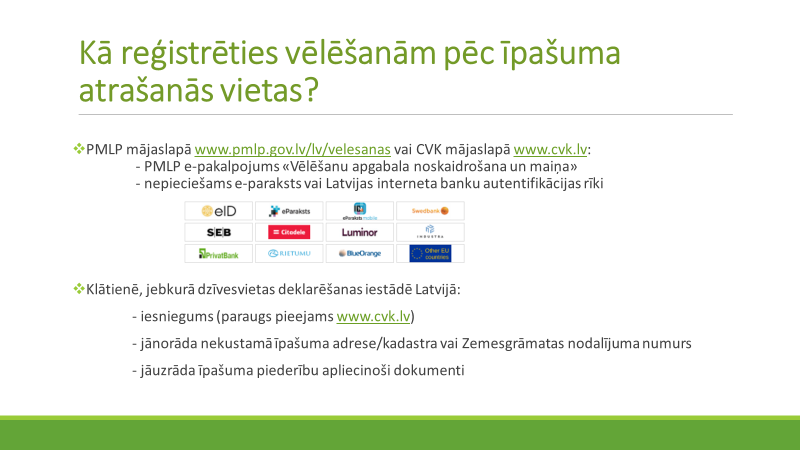 Kā reģistrēties vēlēšanām pēc īpašuma
atrašanās vietas?
❖PMLP mājaslapā www.pmlp.gov.lv/lv/velesanas vai CVK mājaslapā www.cvk.lv:
- PMLP e-pakalpojums «Vēlēšanu apgabala noskaidrošana un maiņa»
- nepieciešams e-paraksts vai Latvijas interneta banku autentifikācijas rīki
eID eParaksts eParaksts mobile Swedbank
SEB Citadele Luminor INDUSTRA
PrivatBank RIETUMU BlueOrange Other EU countries
❖Klātienē, jebkurā dzīvesvietas deklarēšanas iestādē Latvijā:
- iesniegums (paraugs pieejams www.cvk.lv)
- jānorāda nekustamā īpašuma adrese/kadastra vai Zemesgrāmatas nodalījuma numurs
- jāuzrāda īpašuma piederību apliecinoši dokumenti